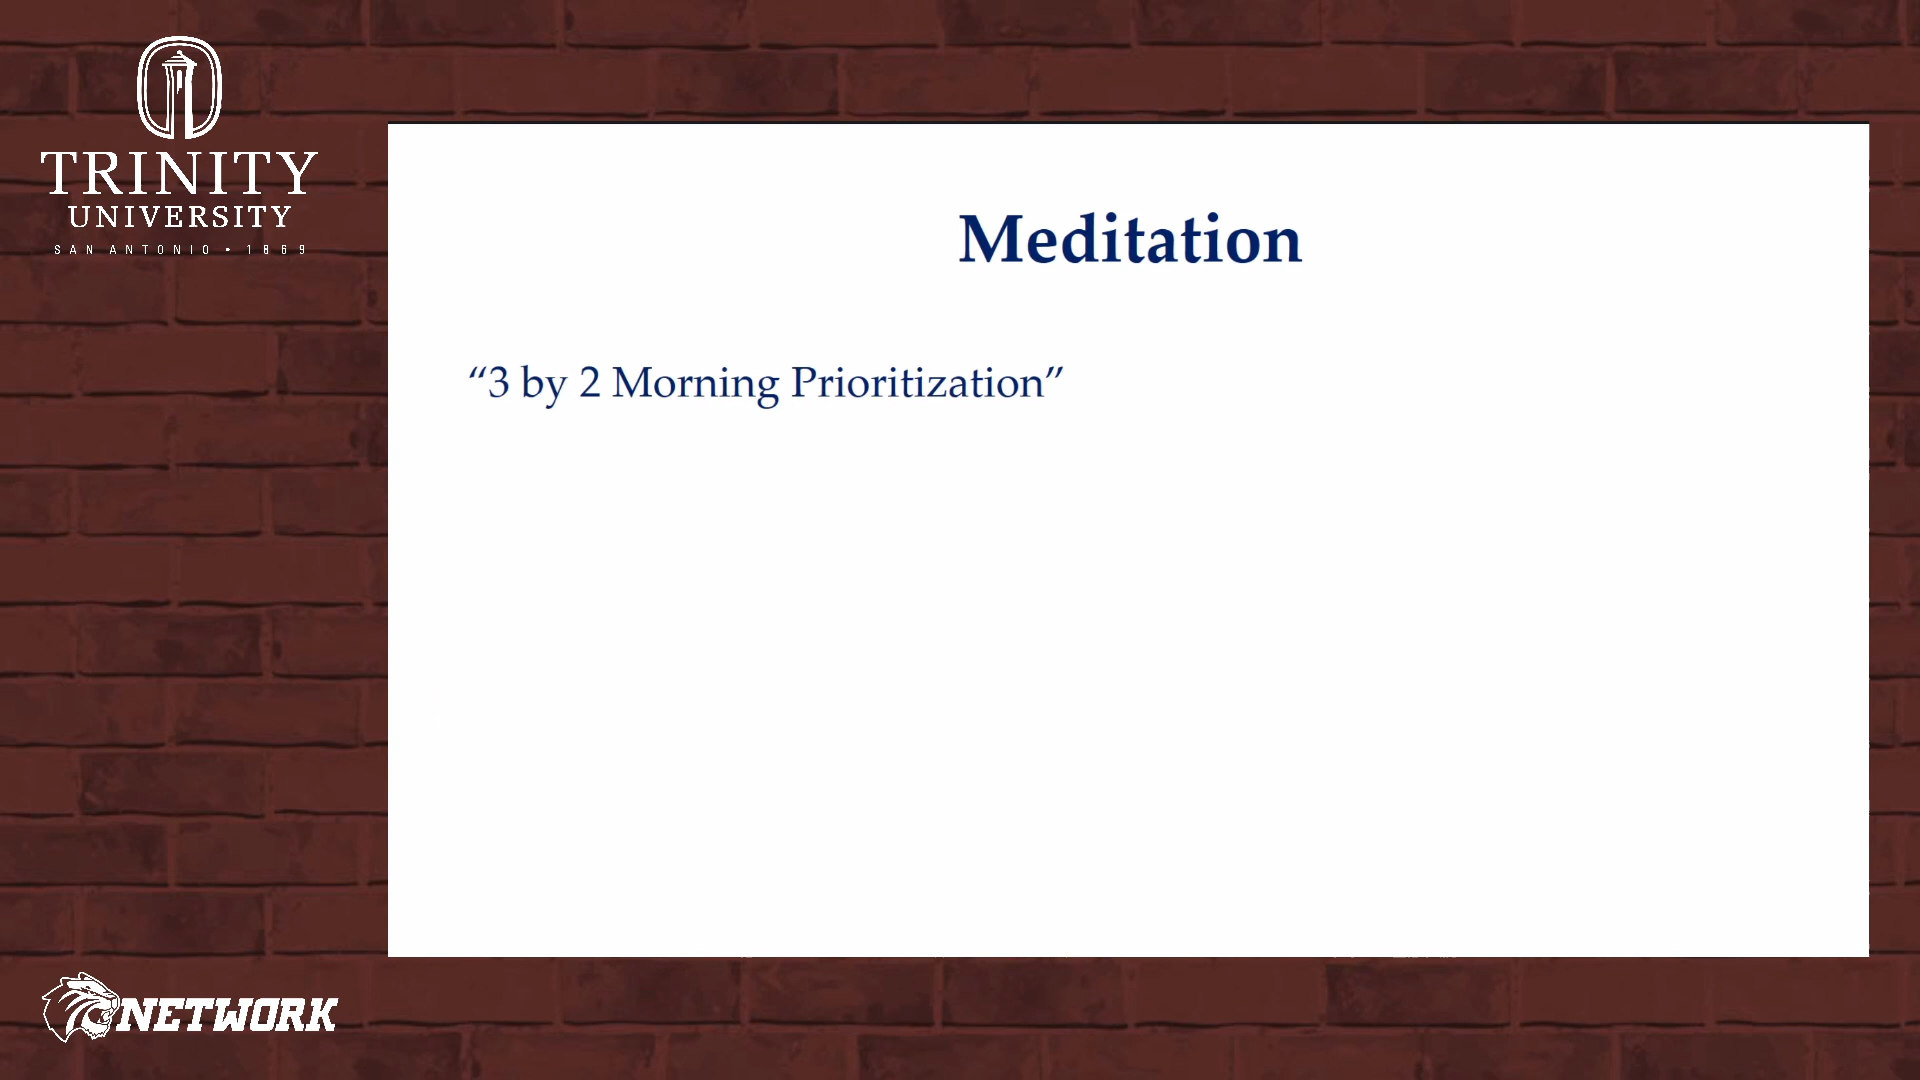 TRINITY
UNIVERSITY
SAN ANTONIO • 1869
Meditation
“3 by 2 Morning Prioritization”
NETWORK